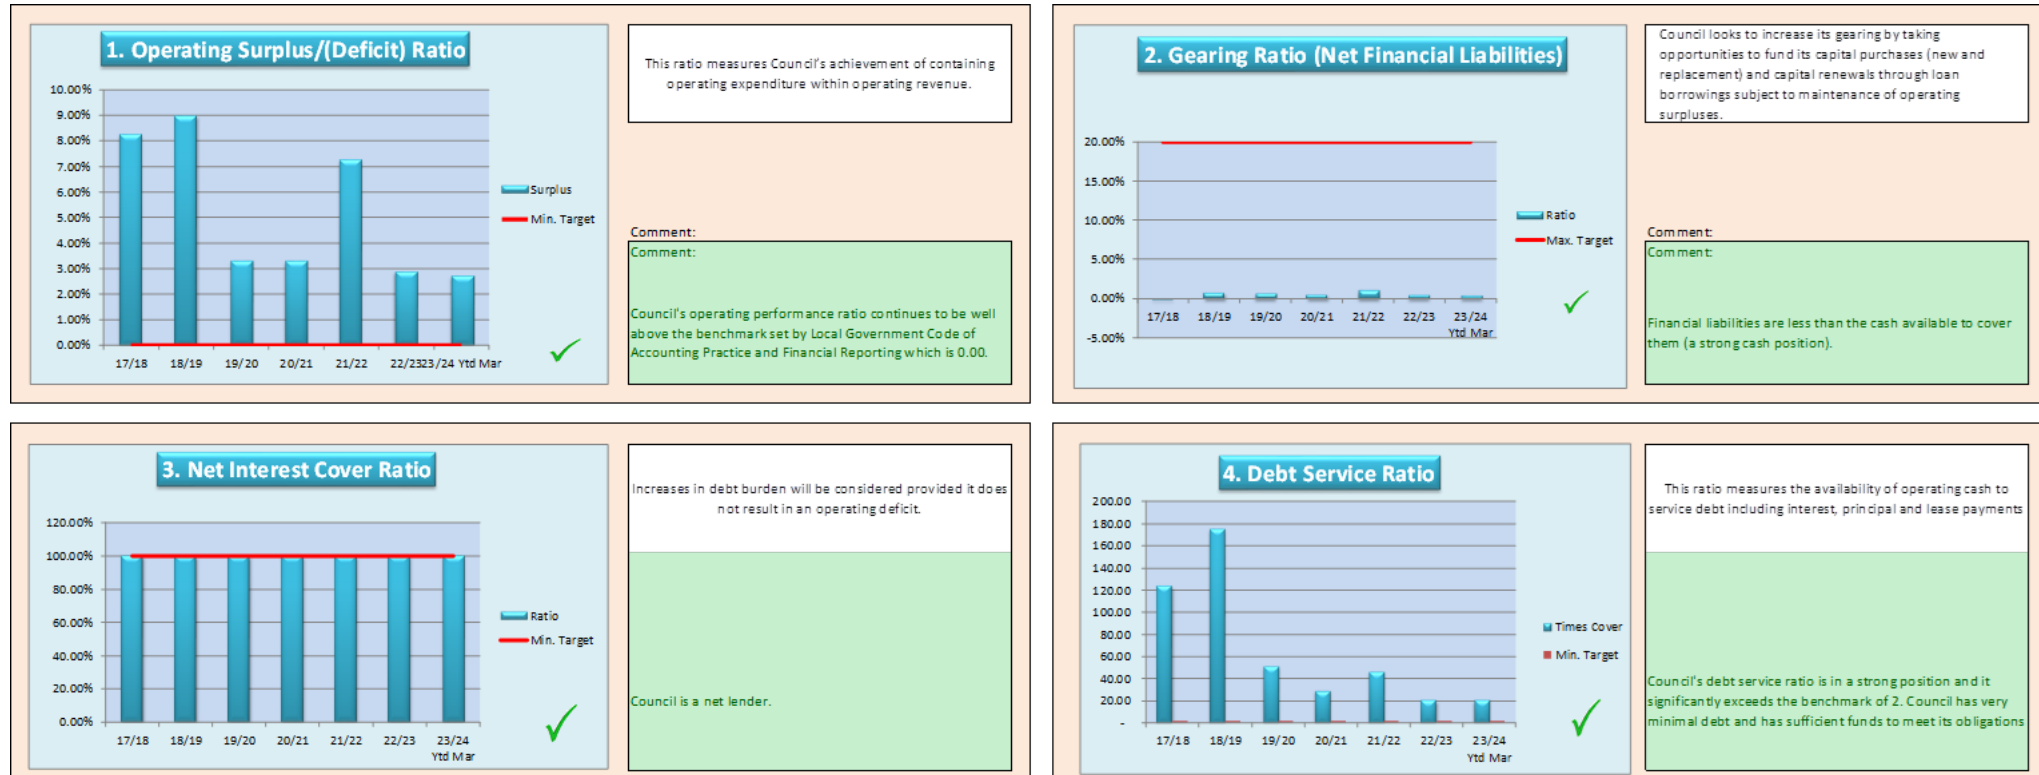 1. Operating Surplus/(Deficit) Ratio
10.00%
9.00%
8.00%
7.00%
6.00%
5.00%
4.00%
3.00%
2.00%
1.00%
0.00%
17/18 18/19 19/20 20/21 21/22 22/23 23/24 Ytd Mar
Surplus
Min. Target
This ratio measures Council's achievement of containing
operating expenditure within operating revenue.
Comment:
Comment:
Council's operating performance ratio continues to be well
above the benchmark set by Local Government Code of
Accounting Practice and Financial Reporting which is 0.00.
2. Gearing Ratio (Net Financial Liabilities)
20.00%
15.00%
10.00%
5.00%
0.00%
-5.00%
17/18 18/19 19/20 20/21 21/22 22/23 23/24
Ytd Mar
Ratio
Max. Target
Council looks to increase its gearing by taking
opportunities to fund its capital purchases (new and
replacement) and capital renewals through loan
borrowings subject to maintenance of operating
surpluses.
Comment:
Comment:
Financial liabilities are less than the cash available to cover
them (a strong cash position).
3. Net Interest Cover Ratio
120.00%
100.00%
80.00%
60.00%
40.00%
20.00%
0.00%
17/18 18/19 19/20 20/21 21/22 22/23 23/24
Ytd Mar
Ratio
Min. Target
Increases in debt burden will be considered provided it does
not result in an operating deficit.
Council is a net lender.
4. Debt Service Ratio
200.00
180.00
160.00
140.00
120.00
100.00
80.00
60.00
40.00
20.00
-
17/18 18/19 19/20 20/21 21/22 22/23 23/24
Ytd Mar
Times Cover
Min. Target
This ratio measures the availability of operating cash to
service debt including interest, principal and lease payments
Council's debt service ratio is in a strong position and it
significantly exceeds the benchmark of 2. Council has very
minimal debt and has sufficient funds to meet its obligations